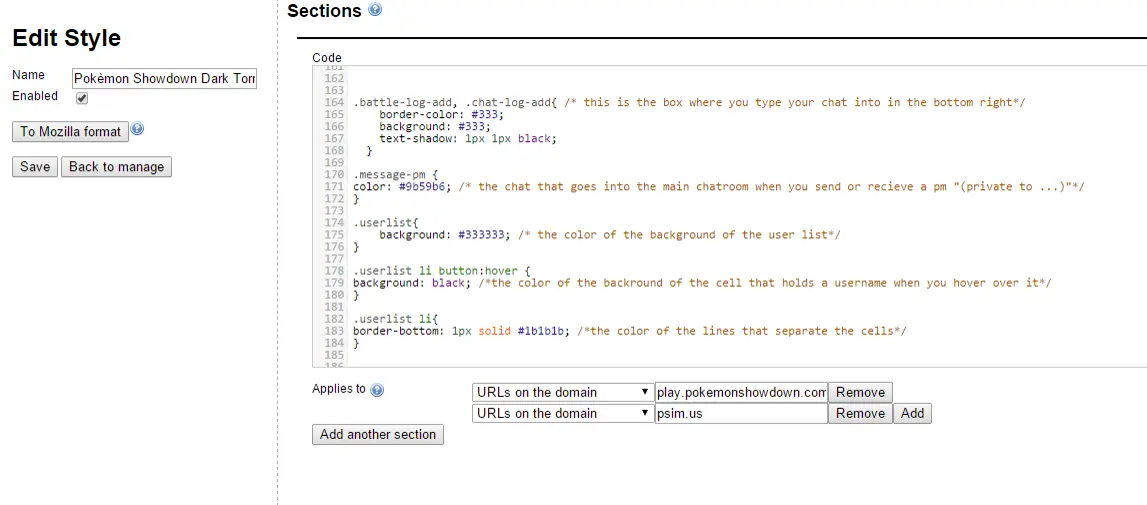 Sections
Edit Style
Name Pokèmon Showdown Dark Tor
Enabled
To Mozilla format
Save Back to manage
Code
161
162
163
164 .battle-log-add, .chat-log-add{ /* this is the box where you type your chat into in the bottom right*/
165 border-color: #333;
166 background: #333;
167 text-shadow: 1px 1px black;
168 }
169
170 .message-pm {
171 color: #9b59b6; /* the chat that goes into the main chatroom when you send or recieve a pm "(private to ...)"*/
172 }
173
174 .userlist{
175 background: #333333; /* the color of the background of the user list*/
176 }
177
178 .userlist li button:hover {
179 background: black; /*the color of the backround of the cell that holds a username when you hover over it*/
180 }
181
182 .userlist li{
183 border-bottom: 1px solid #1b1b1b; /*the color of the lines that separate the cells*/
184 }
185
186
Applies to URLs on the domain play.pokemonshowdown.com Remove
URLs on the domain psim.us Remove Add
Add another section